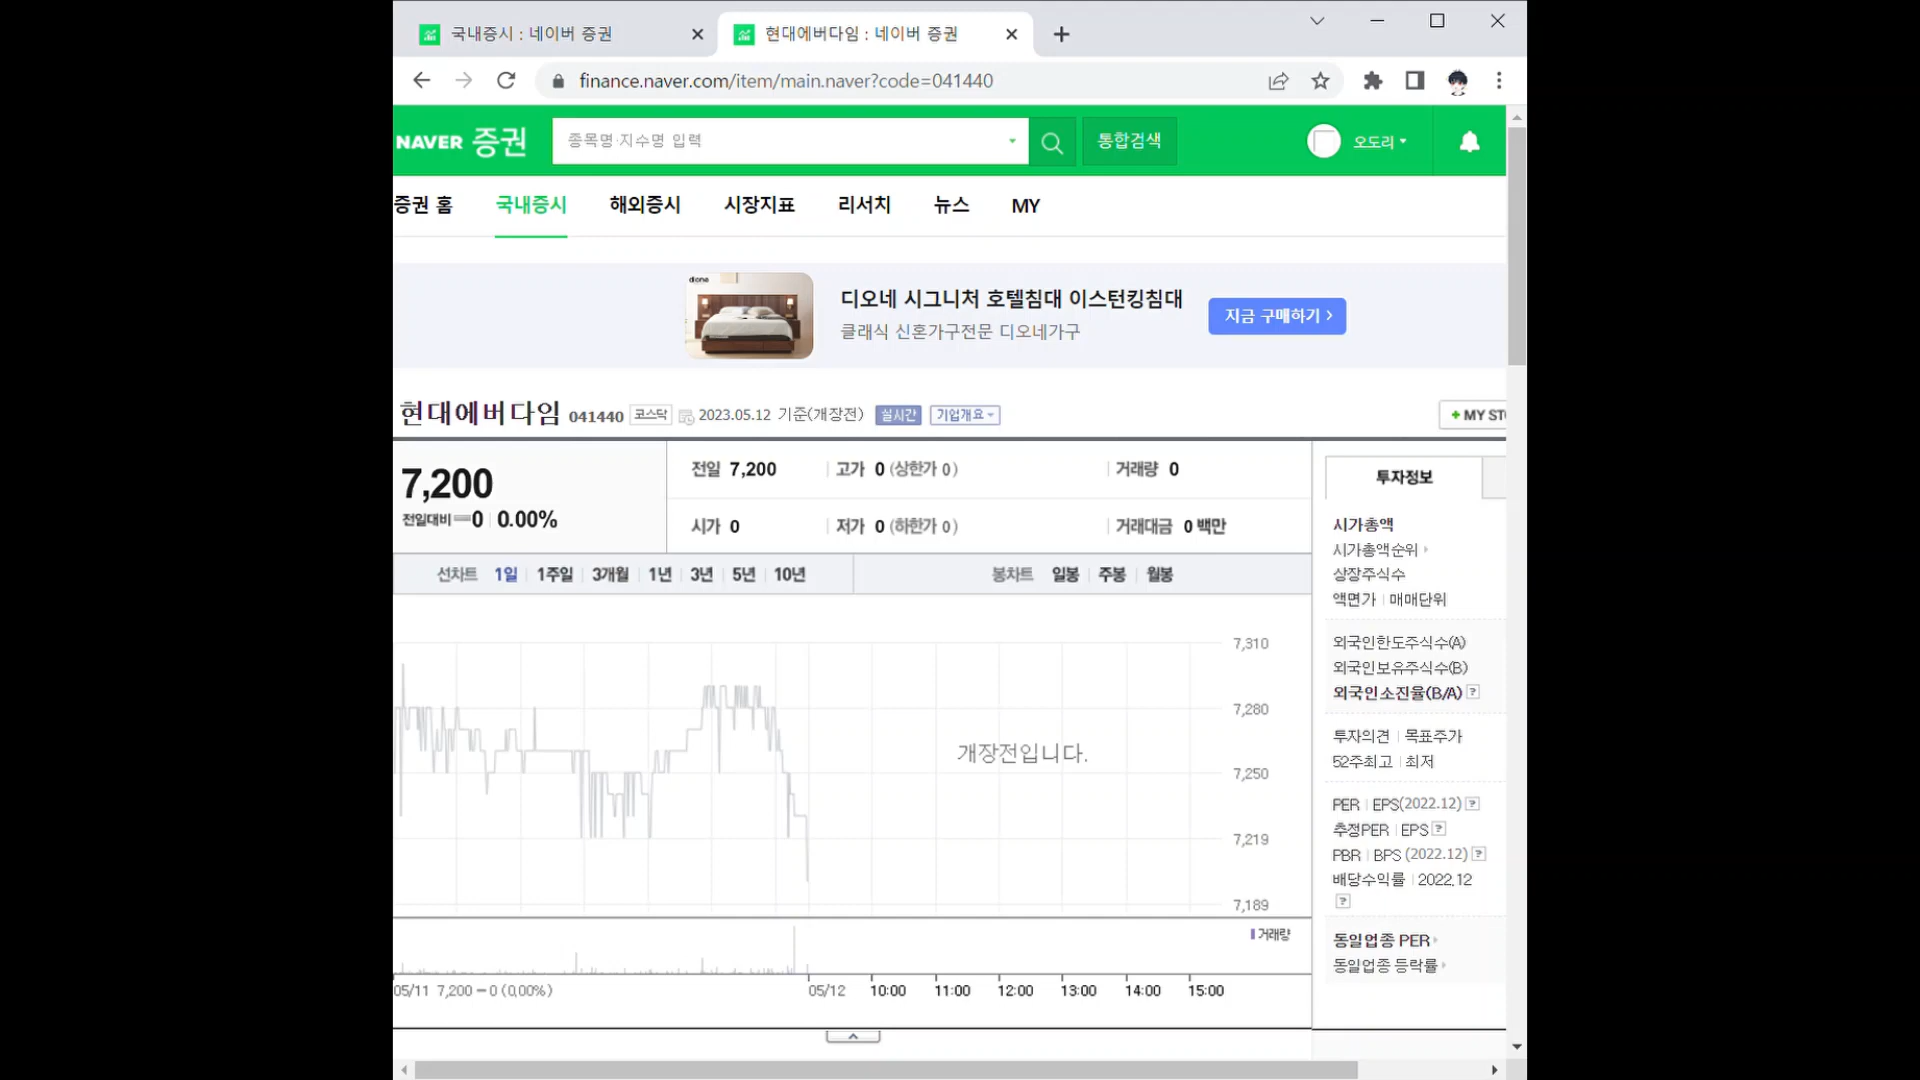 국내증시 : 네이버 증권
현대에버다임 : 네이버 증권
finance.naver.com/item/main.naver?code=041440
NAVER 증권
종목명·지수명 입력
통합검색
오도리
증권 홈 국내증시 해외증시 시장지표 리서치 뉴스 MY
dione
디오네 시그니처 호텔침대 이스턴킹침대
클래식 신혼가구전문 디오네가구
지금 구매하기 >
현대에버다임 041440 코스닥 2023.05.12 기준(개장전) 실시간 기업개요
+ MY ST
7,200
전일대비 0 | 0.00%
전일 7,200 | 고가 0 (상한가 0 ) | 거래량 0
시가 0 | 저가 0 (하한가 0 ) | 거래대금 0 백만
선차트 1일 | 1주일 | 3개월 | 1년 | 3년 | 5년 | 10년
봉차트 일봉 | 주봉 | 월봉
7,310
7,280
개장전입니다.
7,250
7,219
7,189
거래량
05/11 7,200 - 0 (0.00%)
05/12 10:00 11:00 12:00 13:00 14:00 15:00
투자정보
시가총액
시가총액순위
상장주식수
액면가 | 매매단위
외국인한도주식수(A)
외국인보유주식수(B)
외국인소진율(B/A) ?
투자의견 | 목표주가
52주최고 | 최저
PER | EPS(2022.12) ?
추정PER | EPS ?
PBR | BPS (2022.12) ?
배당수익률 | 2022.12
?
동일업종 PER
동일업종 등락률